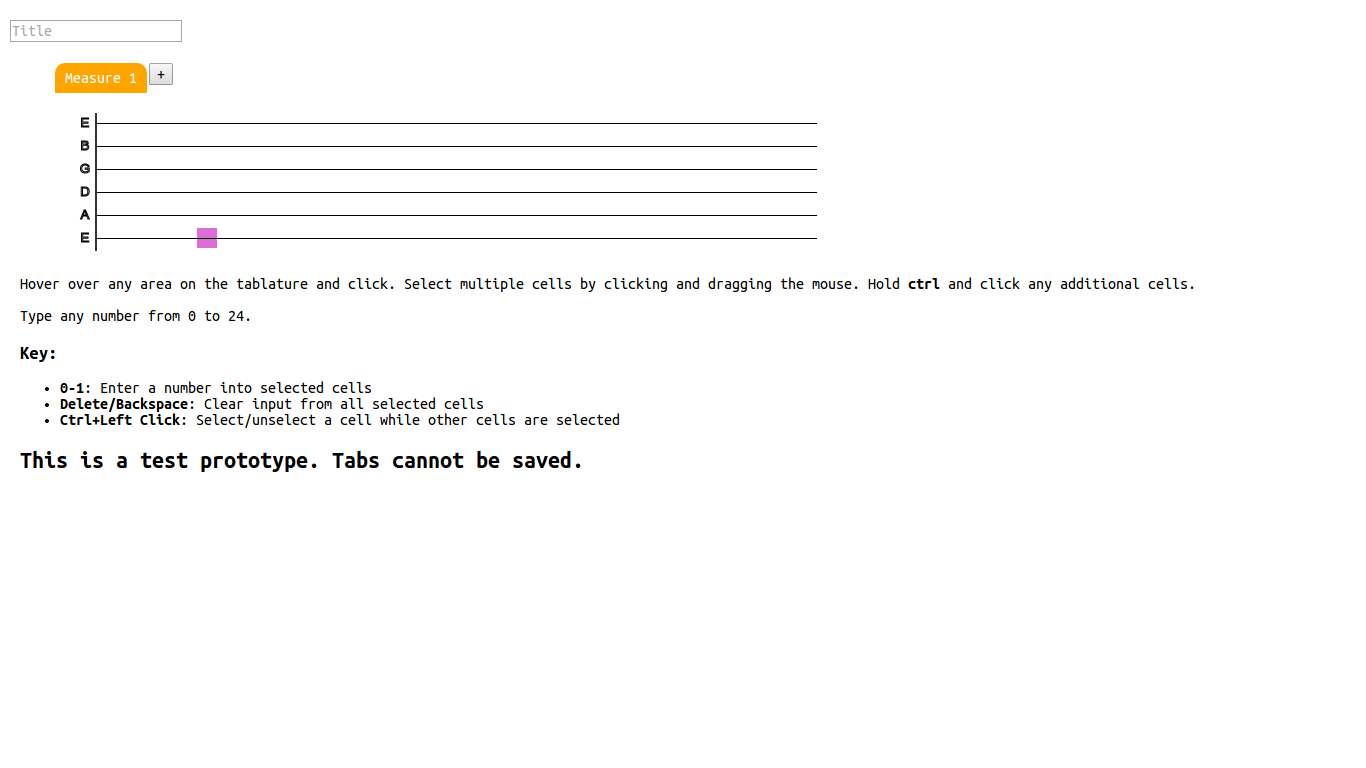 Title
Measure 1 +
E
B
G
D
A
E
Hover over any area on the tablature and click. Select multiple cells by clicking and dragging the mouse. Hold ctrl and click any additional cells.
Type any number from 0 to 24.
Key:
• 0-1: Enter a number into selected cells
• Delete/Backspace: Clear input from all selected cells
• Ctrl+Left Click: Select/unselect a cell while other cells are selected
This is a test prototype. Tabs cannot be saved.